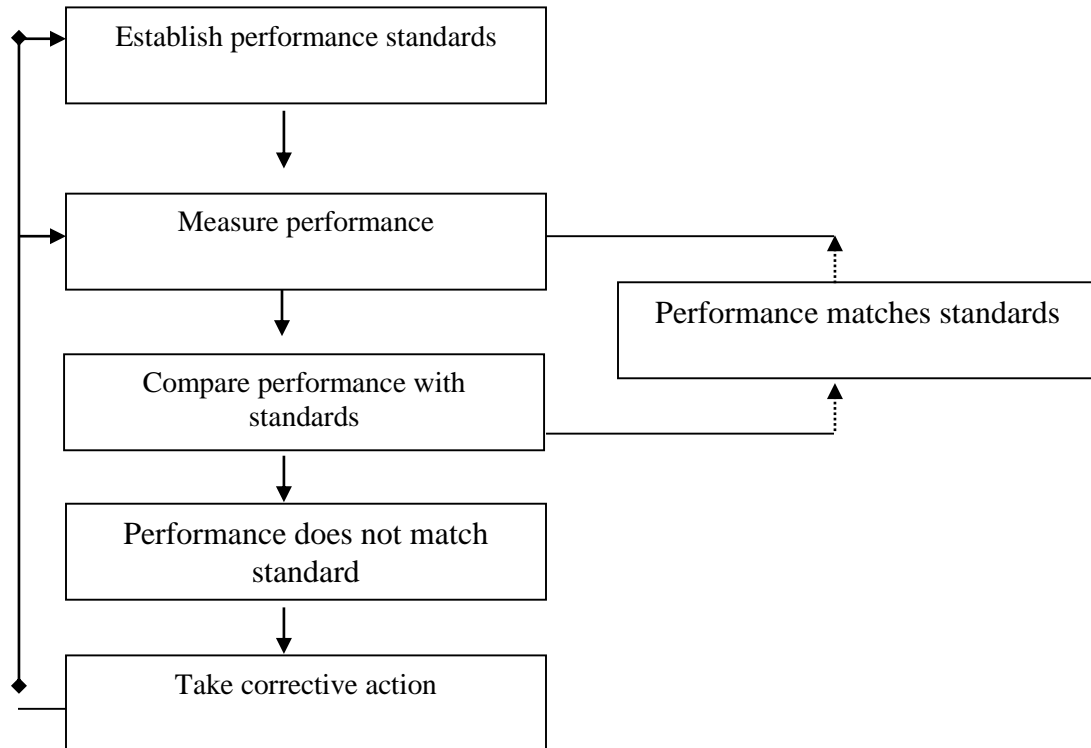 Establish performance standards
Measure performance
Performance matches standards
Compare performance with
standards
Performance does not match
standard
Take corrective action